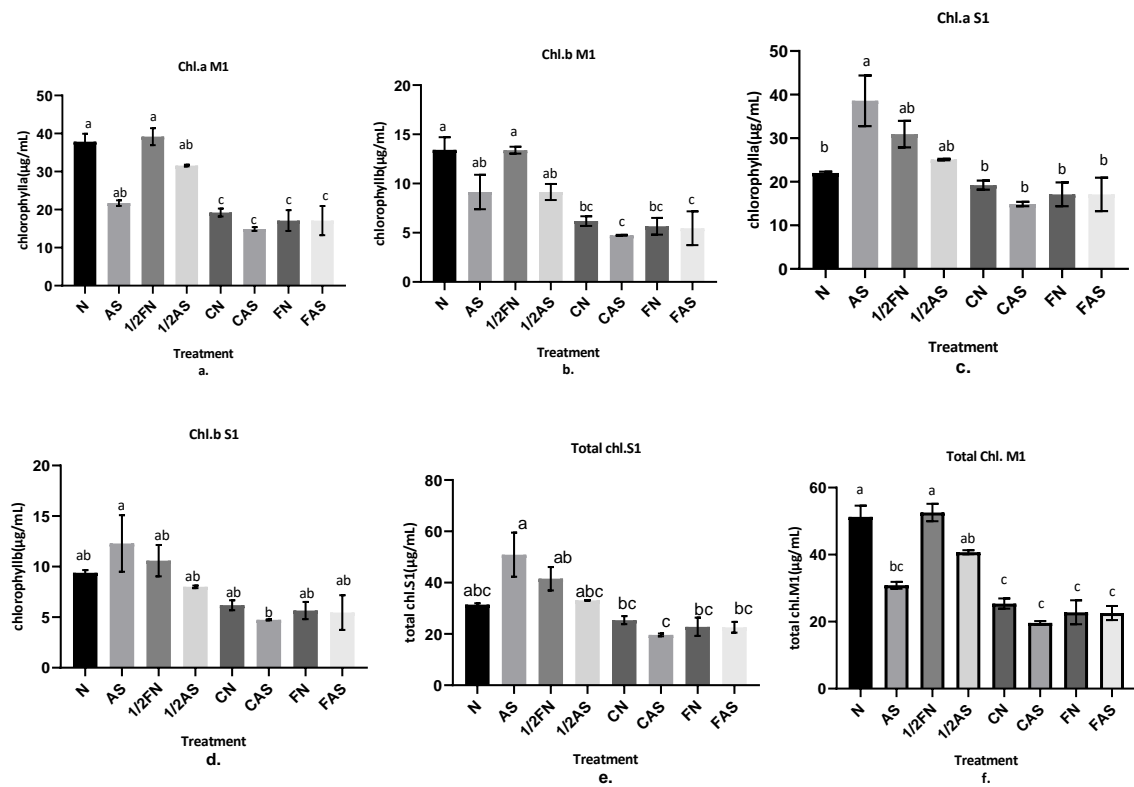 Chl.a M1
chlorophylla(µg/mL)
50
40
30
20
10
0
a
ab
a
ab
c
c
c
c
N
AS
1/2FN
1/2AS
CN
CAS
FN
FAS
Treatment
a.
Chl.b M1
chlorophyllb(µg/mL)
20
15
10
5
0
a
ab
a
ab
bc
c
bc
c
N
AS
1/2FN
1/2AS
CN
CAS
FN
FAS
Treatment
b.
Chl.a S1
chlorophylla(µg/mL)
50
40
30
20
10
0
b
a
ab
ab
b
b
b
b
N
AS
1/2FN
1/2AS
CN
CAS
FN
FAS
Treatment
c.
Chl.b S1
chlorophyllb(µg/mL)
20
15
10
5
0
ab
a
ab
ab
ab
b
ab
ab
N
AS
1/2FN
1/2AS
CN
CAS
FN
FAS
Treatment
d.
Total chl.S1
total chl.S1(µg/mL)
80
60
40
20
0
abc
a
ab
abc
bc
c
bc
bc
N
AS
1/2FN
1/2AS
CN
CAS
FN
FAS
Treatment
e.
Total Chl. M1
total chl.M1(µg/mL)
60
40
20
0
a
bc
a
ab
c
c
c
c
N
AS
1/2FN
1/2AS
CN
CAS
FN
FAS
Treatment
f.